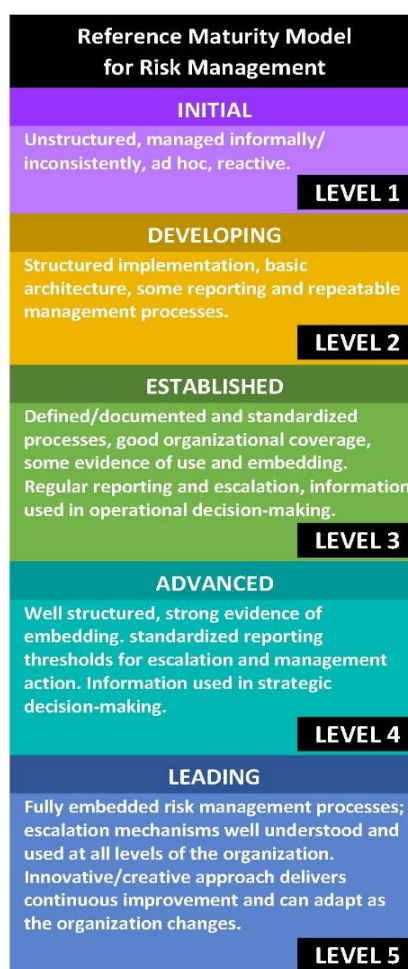 Reference Maturity Model
for Risk Management
INITIAL
Unstructured, managed informally/
inconsistently, ad hoc, reactive.
LEVEL 1
DEVELOPING
Structured implementation, basic
architecture, some reporting and repeatable
management processes.
LEVEL 2
ESTABLISHED
Defined/documented and standardized
processes, good organizational coverage,
some evidence of use and embedding.
Regular reporting and escalation, information
used in operational decision-making.
LEVEL 3
ADVANCED
Well structured, strong evidence of
embedding. standardized reporting
thresholds for escalation and management
action. Information used in strategic
decision-making.
LEVEL 4
LEADING
Fully embedded risk management processes;
escalation mechanisms well understood and
used at all levels of the organization.
Innovative/creative approach delivers
continuous improvement and can adapt as
the organization changes.
LEVEL 5